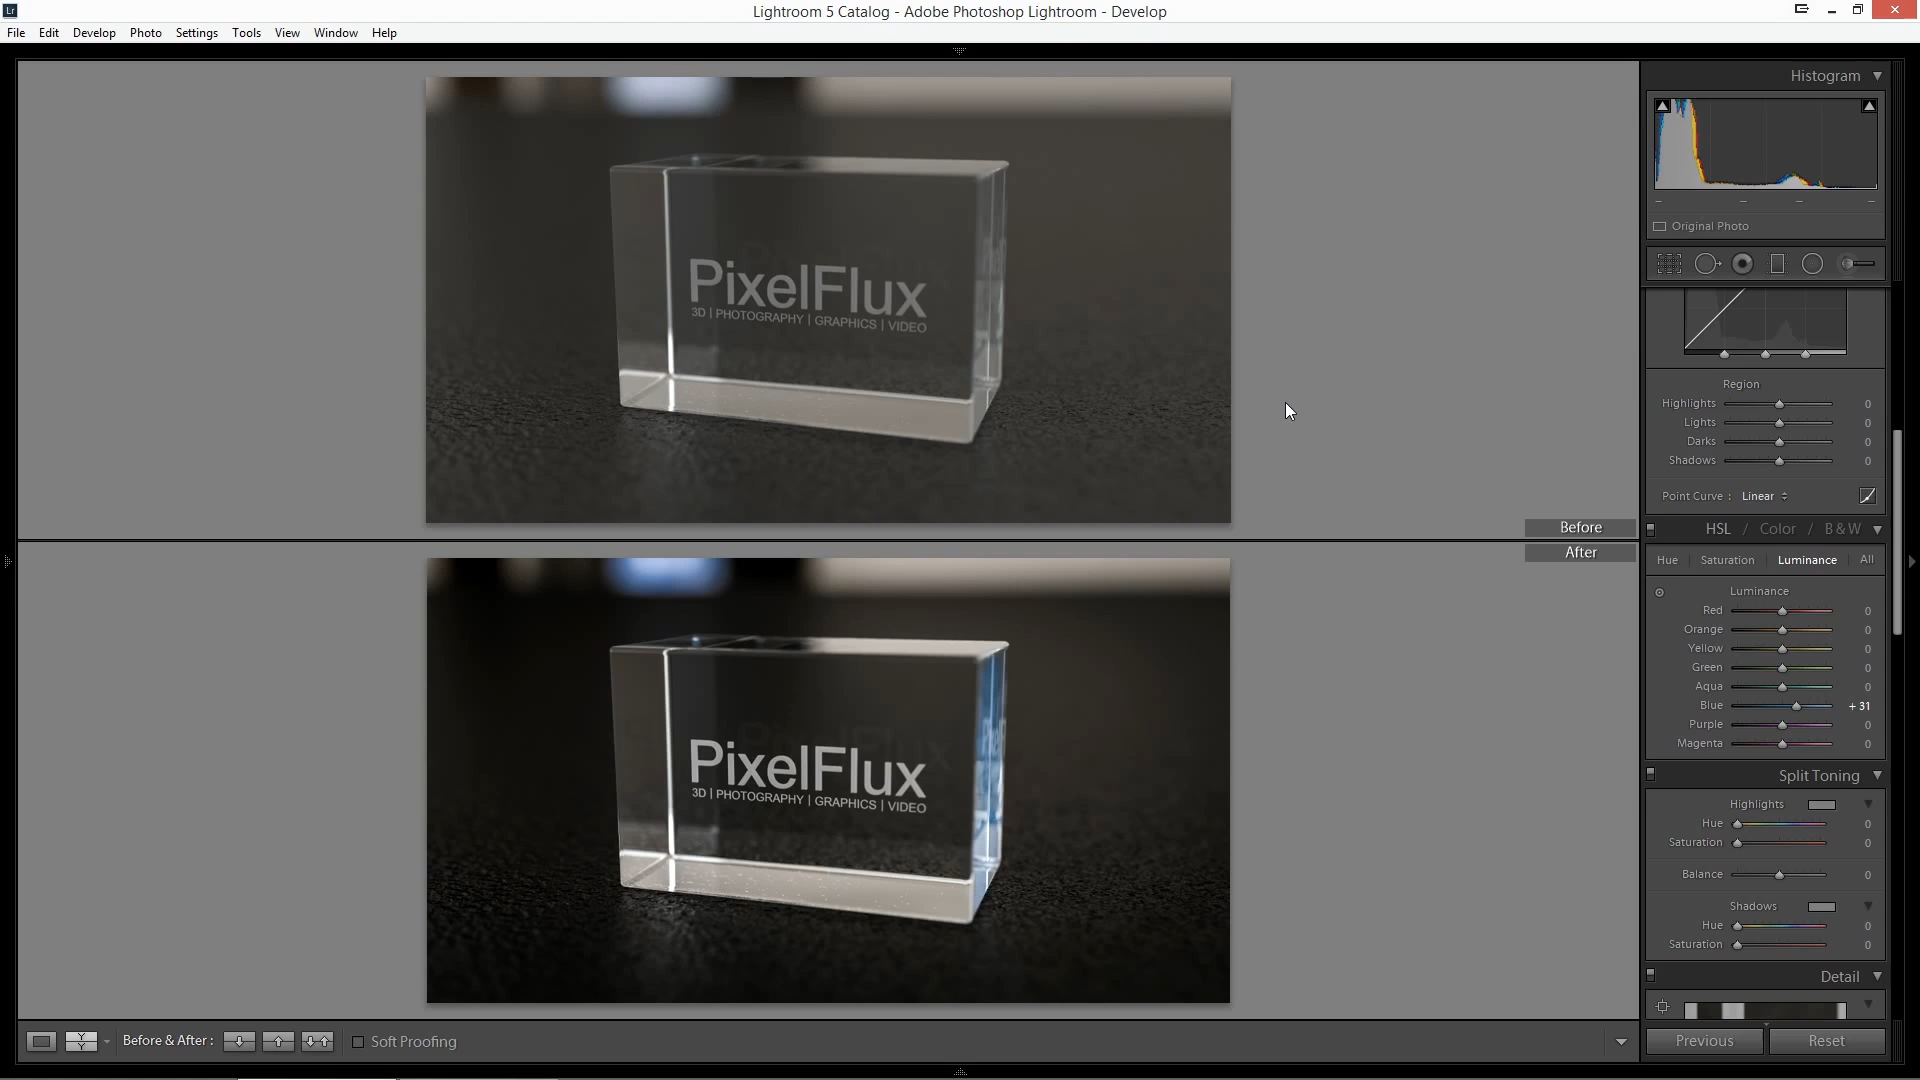 Lr
Lightroom 5 Catalog - Adobe Photoshop Lightroom - Develop
File Edit Develop Photo Settings Tools View Window Help
Histogram
Original Photo
PixelFlux
3D | PHOTOGRAPHY | GRAPHICS | VIDEO
Region
Highlights 0
Lights 0
Darks 0
Shadows 0
Point Curve : Linear
Before
HSL / Color / B & W
After
Hue Saturation Luminance All
Luminance
Red 0
Orange 0
Yellow 0
Green 0
Aqua 0
Blue + 31
Purple 0
Magenta 0
PixelFlux
3D | PHOTOGRAPHY | GRAPHICS | VIDEO
Split Toning
Highlights
Hue 0
Saturation 0
Balance 0
Shadows
Hue 0
Saturation 0
Detail
Before & After : Soft Proofing
Y Y
Previous Reset